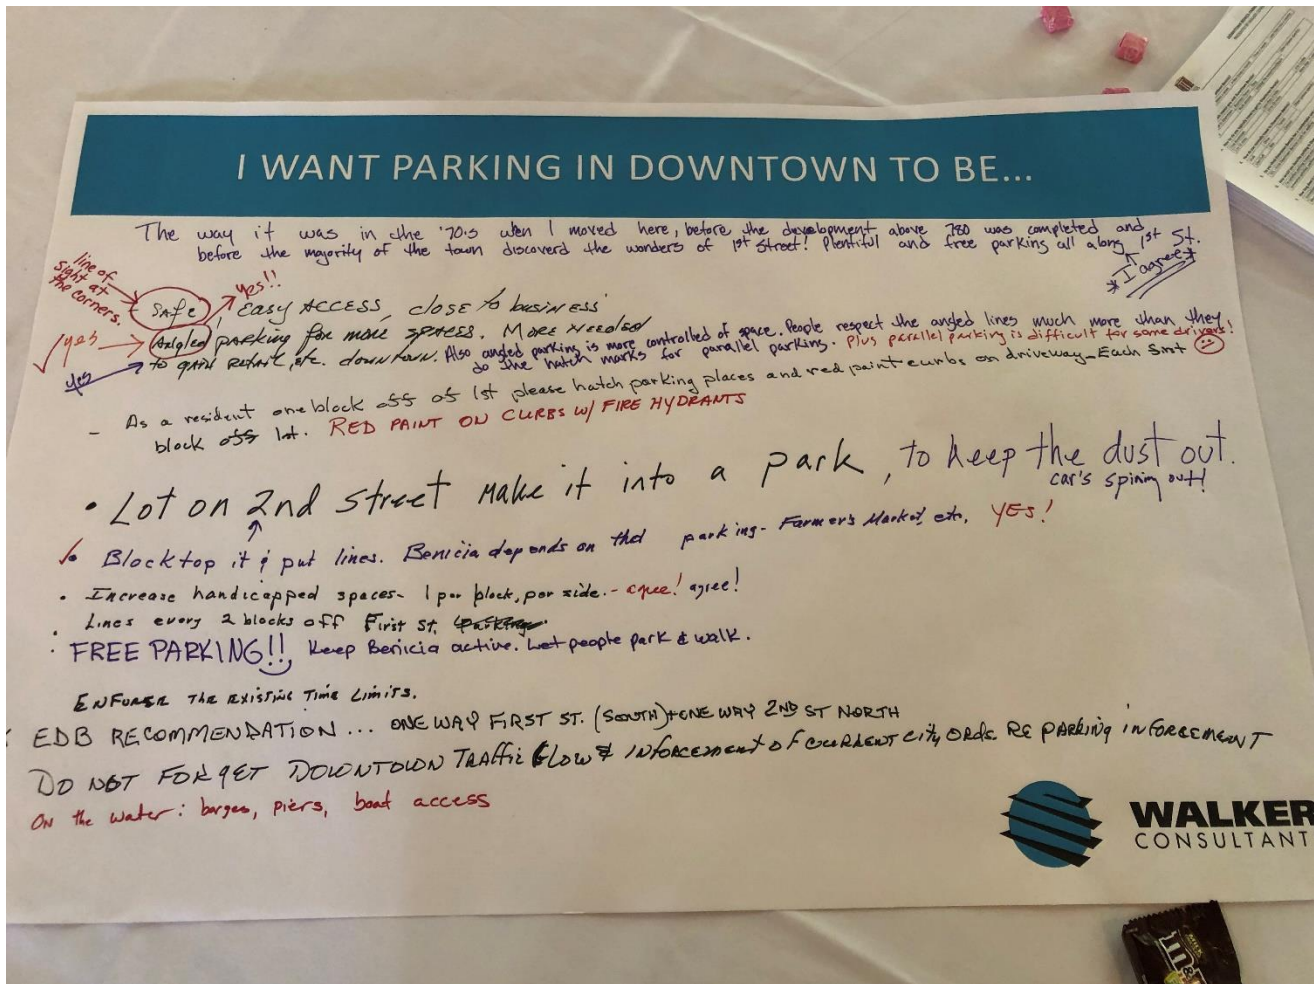 I WANT PARKING IN DOWNTOWN TO BE...
The way it was in the '70s wen I moved here, before the development above 780 was completed and
before the majority of the town discoverd the wonders of 1st Street! Plentiful and free parking all along 1st St.
* I agree *
line of
sight at
the corners.
Yes!!
- Safe, Easy ACCESS, close to business
yes
Angled parking for more spaces. More needed
yes
to gain retail, etc. downtown. Also angled parking is more controlled of space. People respect the angled lines much more than they
do the hatch marks for parallel parking. Plus parallel parking is difficult for some drivers!
- As a resident one block off of 1st please hatch parking places and red paint curbs on driveway - Each
block off 1st. RED PAINT ON CURBS W/ FIRE HYDRANTS
• Lot on 2nd Street make it into a park, to keep the dust out.
car's spining out!
• Blacktop it & put lines. Benicia depends on that parking - Farmer's Market, etc. YES!
• Increase handicapped spaces - 1 per block, per side. - agree! agree!
• Lines every 2 blocks off First St.
• FREE PARKING!! Keep Benicia active. Let people park & walk.
ENFORSE The existing Time Limits.
EDB RECOMMENDATION... ONE WAY FIRST ST. (SOUTH) + ONE WAY 2ND ST NORTH
DO NOT FORGET DOWNTOWN Traffic Flow & INFORCEMENT OF CURRENT CITY ORDS. RE PARKING INFORCEMENT
On the water: barges, piers, boat access
WALKER
CONSULTANT